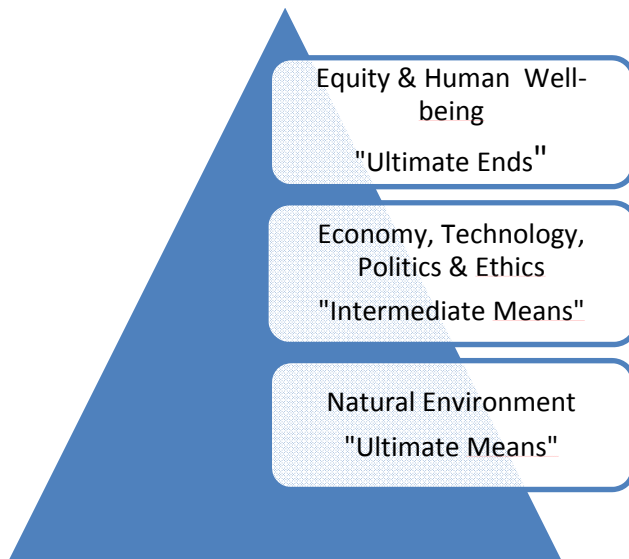 Equity & Human Well-
being
"Ultimate Ends"
Economy, Technology,
Politics & Ethics
"Intermediate Means"
Natural Environment
"Ultimate Means"